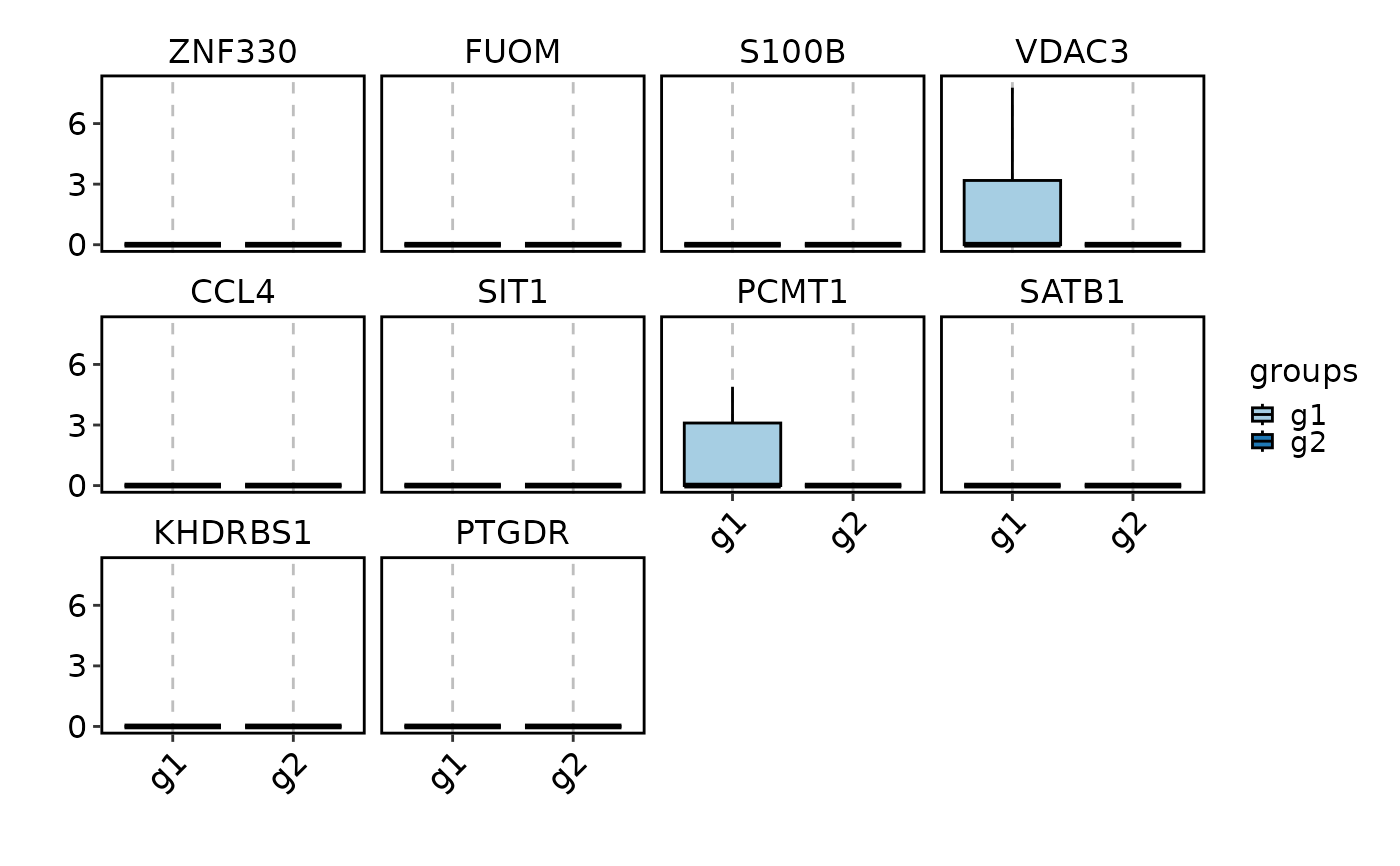 ZNF330 FUOM S100B VDAC3
6
3
0
CCL4 SIT1 PCMT1 SATB1
6
3
0
g1 g2 g1 g2
KHDRBS1 PTGDR
6
3
0
g1 g2 g1 g2
groups
g1
g2